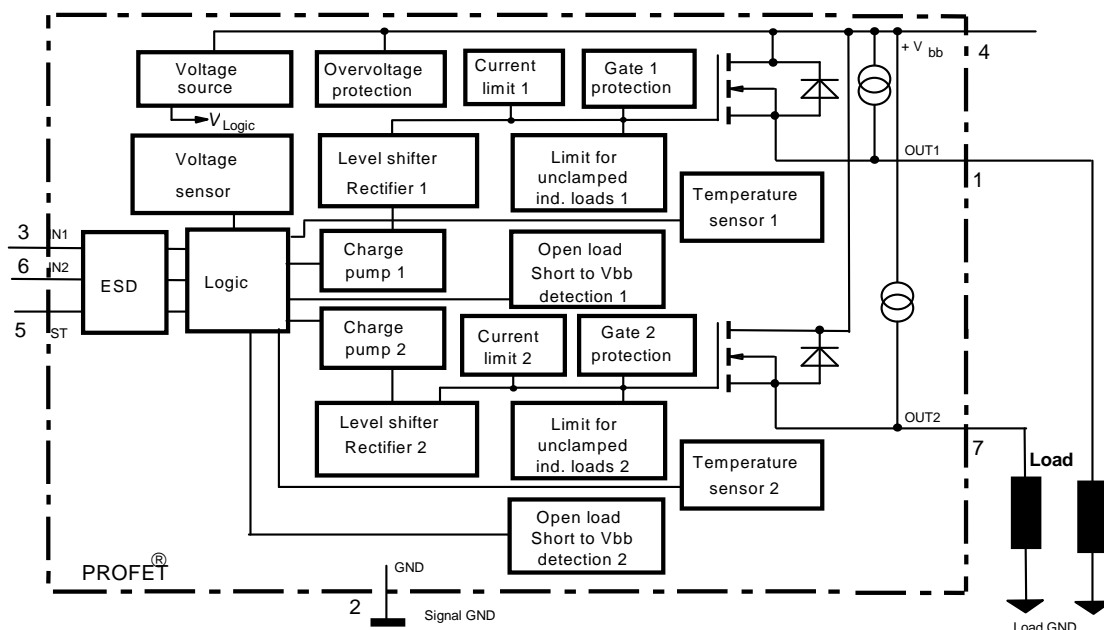 + V bb
4
Voltage
source
Overvoltage
protection
Current
limit 1
Gate 1
protection
V Logic
Voltage
sensor
Level shifter
Rectifier 1
Limit for
unclamped
ind. loads 1
OUT1
1
Temperature
sensor 1
3 IN1
6 IN2
5 ST
ESD
Logic
Charge
pump 1
Open load
Short to Vbb
detection 1
Charge
pump 2
Current
limit 2
Gate 2
protection
Level shifter
Rectifier 2
Limit for
unclamped
ind. loads 2
OUT2
7
Load
Temperature
sensor 2
Open load
Short to Vbb
detection 2
PROFET®
GND
2
Signal GND
Load GND